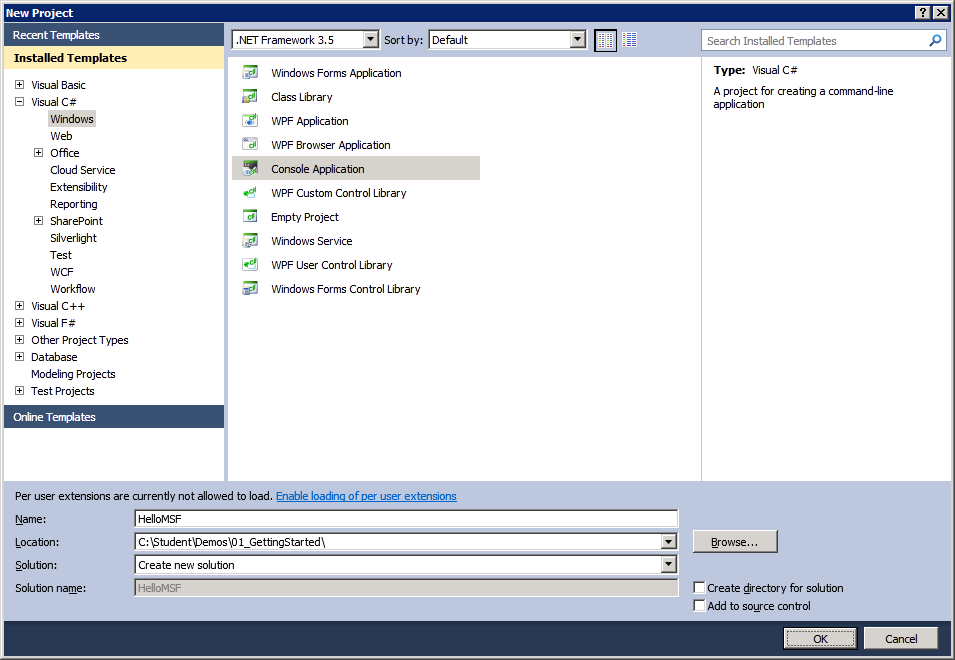 New Project
Recent Templates
.NET Framework 3.5 Sort by: Default Search Installed Templates
Installed Templates
Visual Basic
Visual C#
Windows
Web
Office
Cloud Service
Extensibility
Reporting
SharePoint
Silverlight
Test
WCF
Workflow
Visual C++
Visual F#
Other Project Types
Database
Modeling Projects
Test Projects
Online Templates
Windows Forms Application
Class Library
WPF Application
WPF Browser Application
Console Application
WPF Custom Control Library
Empty Project
Windows Service
WPF User Control Library
Windows Forms Control Library
Type: Visual C#
A project for creating a command-line
application
Per user extensions are currently not allowed to load. Enable loading of per user extensions
Name: HelloMSF
Location: C:\Student\Demos\01_GettingStarted\ Browse...
Solution: Create new solution
Solution name: HelloMSF
Create directory for solution
Add to source control
OK Cancel